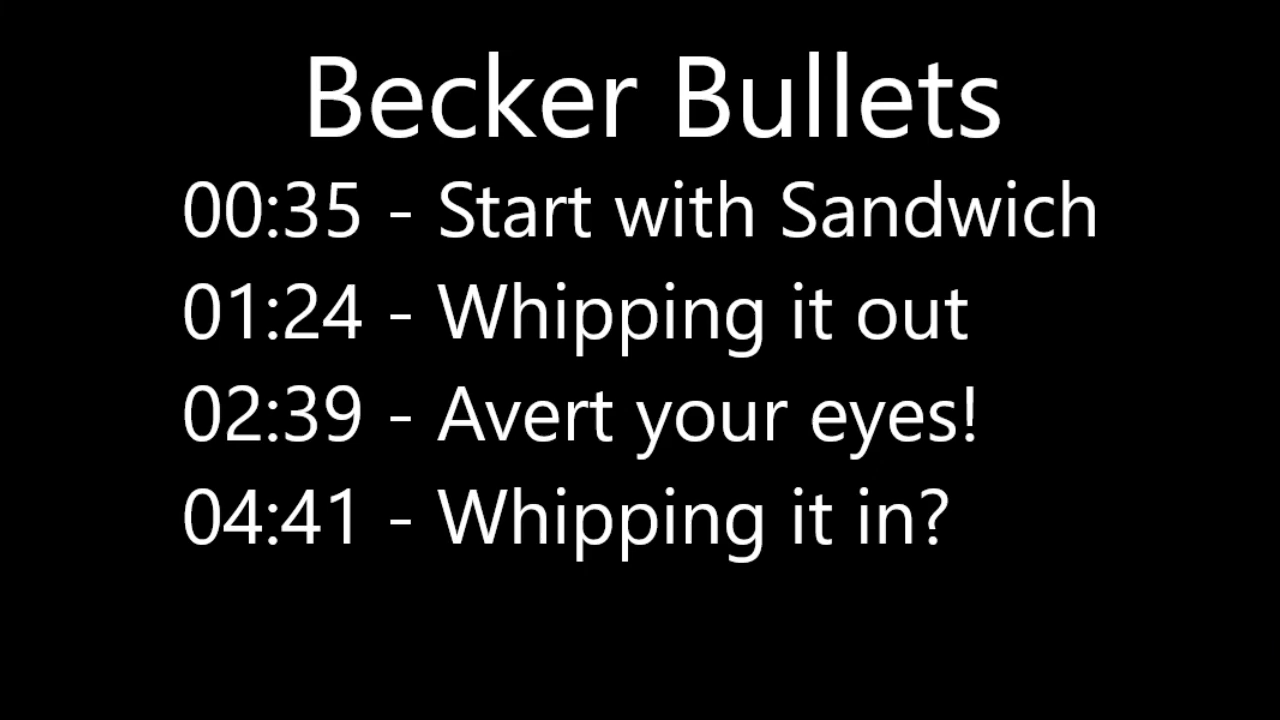 Becker Bullets
00:35 - Start with Sandwich
01:24 - Whipping it out
02:39 - Avert your eyes!
04:41 - Whipping it in?